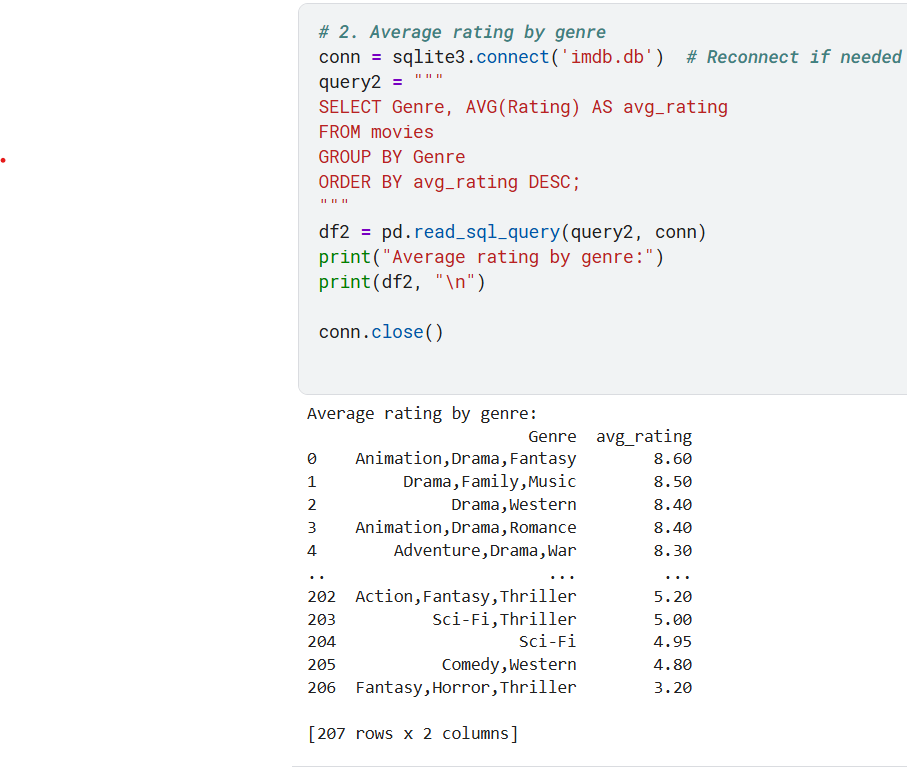 # 2. Average rating by genre
conn = sqlite3.connect('imdb.db')  # Reconnect if needed
query2 = """
SELECT Genre, AVG(Rating) AS avg_rating
FROM movies
GROUP BY Genre
ORDER BY avg_rating DESC;
"""
df2 = pd.read_sql_query(query2, conn)
print("Average rating by genre:")
print(df2, "\n")
conn.close()
Average rating by genre:
                       Genre  avg_rating
0    Animation,Drama,Fantasy        8.60
1         Drama,Family,Music        8.50
2              Drama,Western        8.40
3    Animation,Drama,Romance        8.40
4        Adventure,Drama,War        8.30
..                       ...         ...
202  Action,Fantasy,Thriller        5.20
203          Sci-Fi,Thriller        5.00
204                   Sci-Fi        4.95
205           Comedy,Western        4.80
206  Fantasy,Horror,Thriller        3.20
[207 rows x 2 columns]